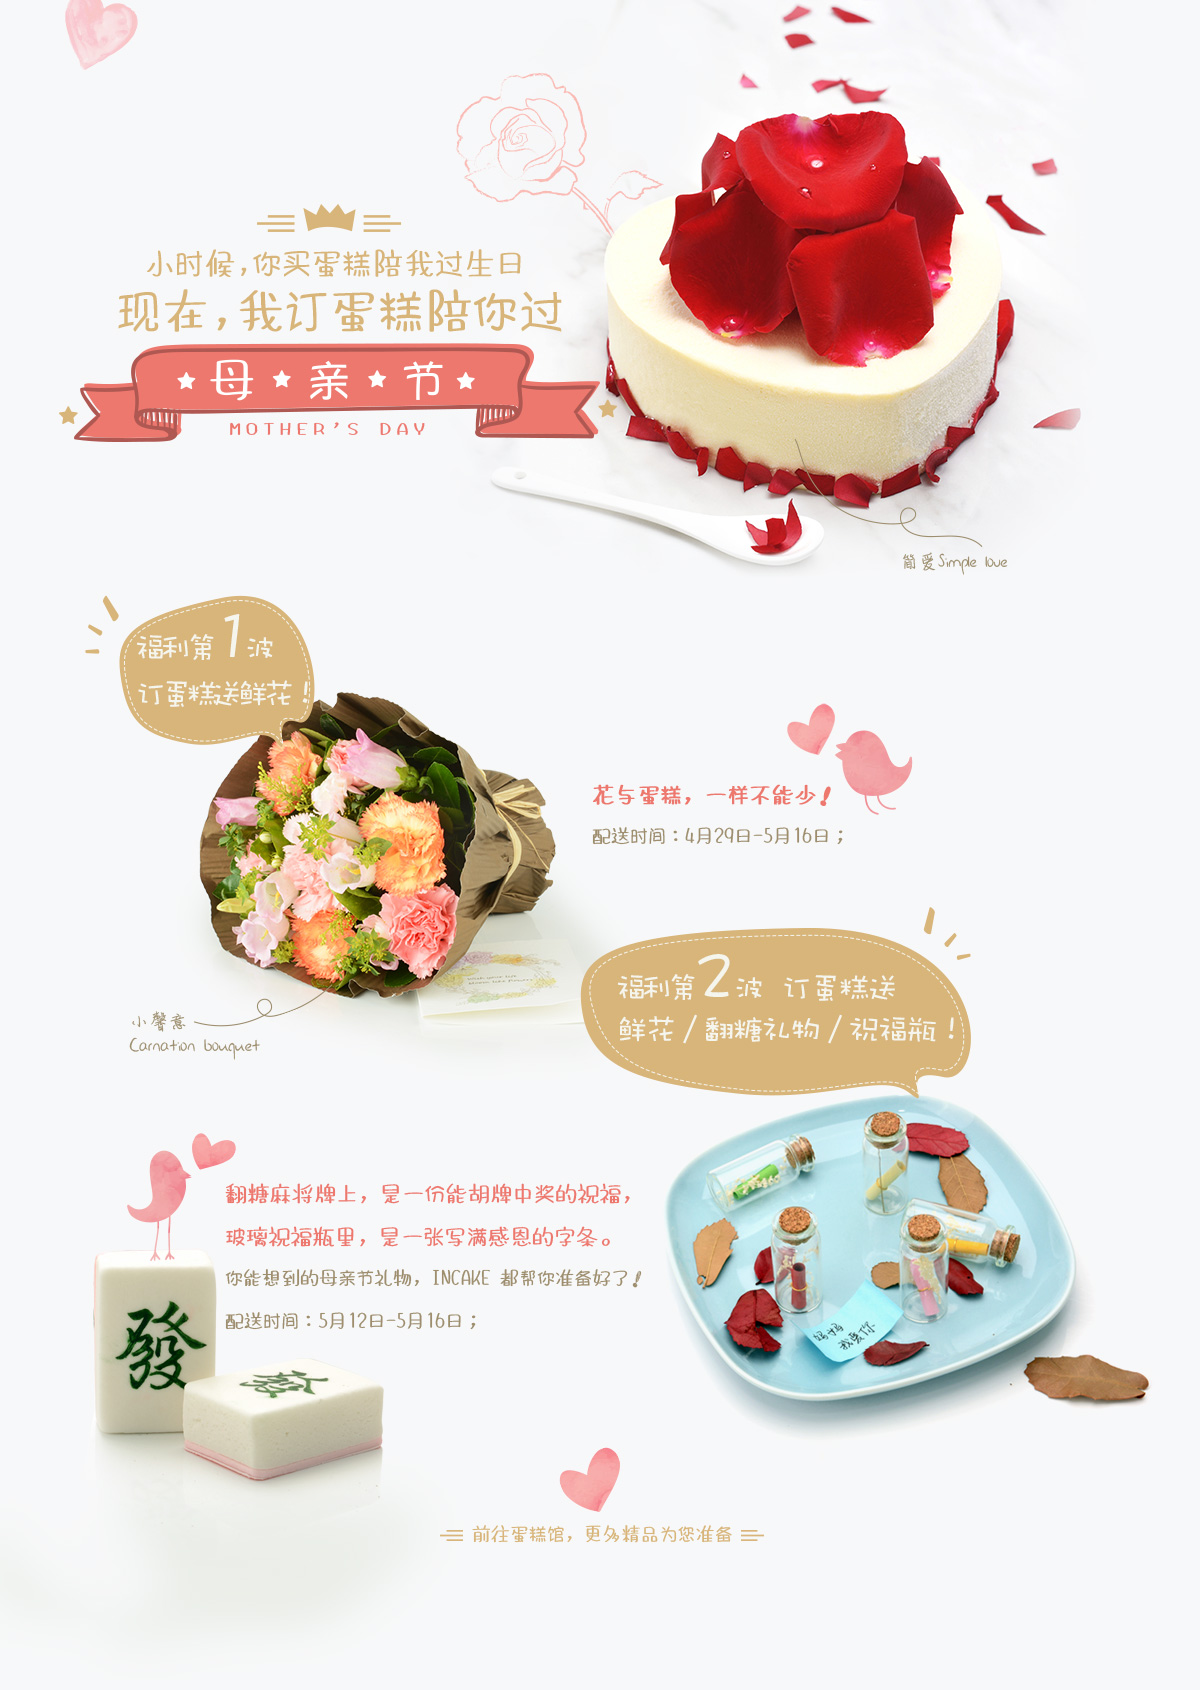 小时候,你买蛋糕陪我过生日
现在,我订蛋糕陪你过
母亲节
MOTHER'S DAY
简爱Simple love
福利第1波
订蛋糕送鲜花!
花与蛋糕，一样不能少！
配送时间：4月29日-5月16日；
小馨意
Carnation bouquet
福利第2波 订蛋糕送
鲜花/翻糖礼物/祝福瓶!
翻糖麻将牌上，是一份能胡牌中奖的祝福，
玻璃祝福瓶里，是一张写满感恩的字条。
你能想到的母亲节礼物，INCAKE 都帮你准备好了！
配送时间：5月12日-5月16日；
發
發
妈妈
我爱你
前往蛋糕馆，更多精品为您准备